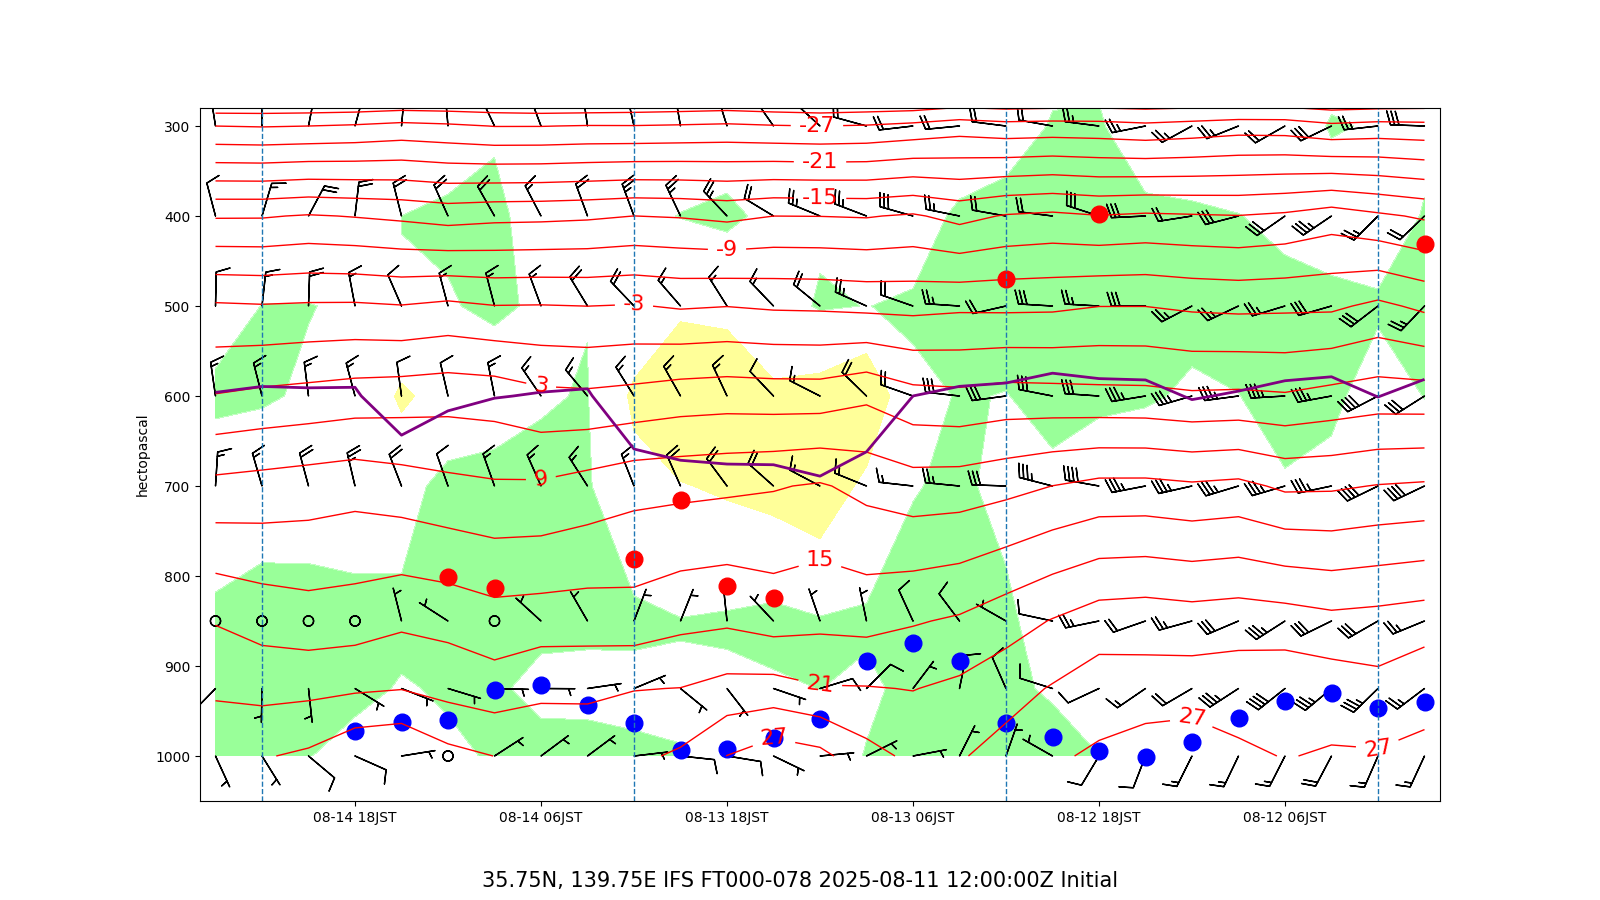 300
400
500
600
700
800
900
1000
hectopascal
-27
-21
-15
-9
-3
3
9
15
21
27
27
27
08-14 18JST
08-14 06JST
08-13 18JST
08-13 06JST
08-12 18JST
08-12 06JST
35.75N, 139.75E IFS FT000-078 2025-08-11 12:00:00Z Initial